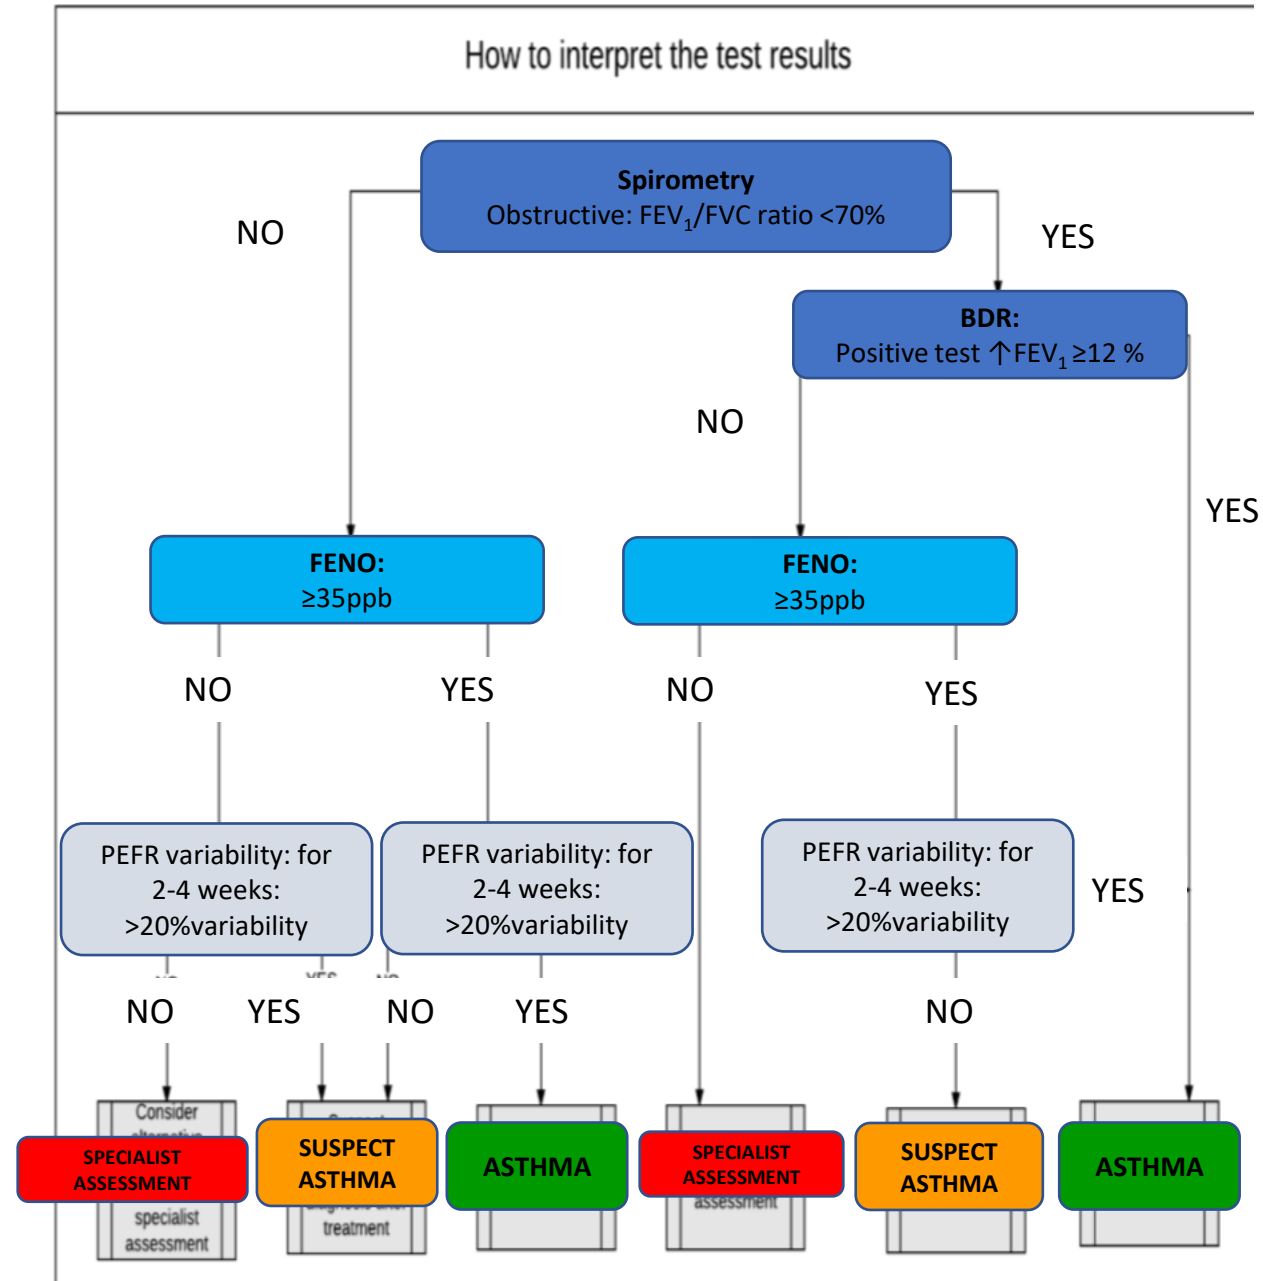 How to interpret the test results
Spirometry
Obstructive: FEV₁/FVC ratio <70%
NO
YES
BDR:
Positive test ↑FEV₁ ≥12 %
NO
YES
FENO:
≥35ppb
FENO:
≥35ppb
NO
YES
NO
YES
PEFR variability: for
2-4 weeks:
>20%variability
PEFR variability: for
2-4 weeks:
>20%variability
PEFR variability: for
2-4 weeks:
>20%variability
YES
NO
YES
NO
YES
NO
Consider
SPECIALIST
ASSESSMENT
specialist
assessment
SUSPECT
ASTHMA
treatment
ASTHMA
SPECIALIST
ASSESSMENT
assessment
SUSPECT
ASTHMA
ASTHMA